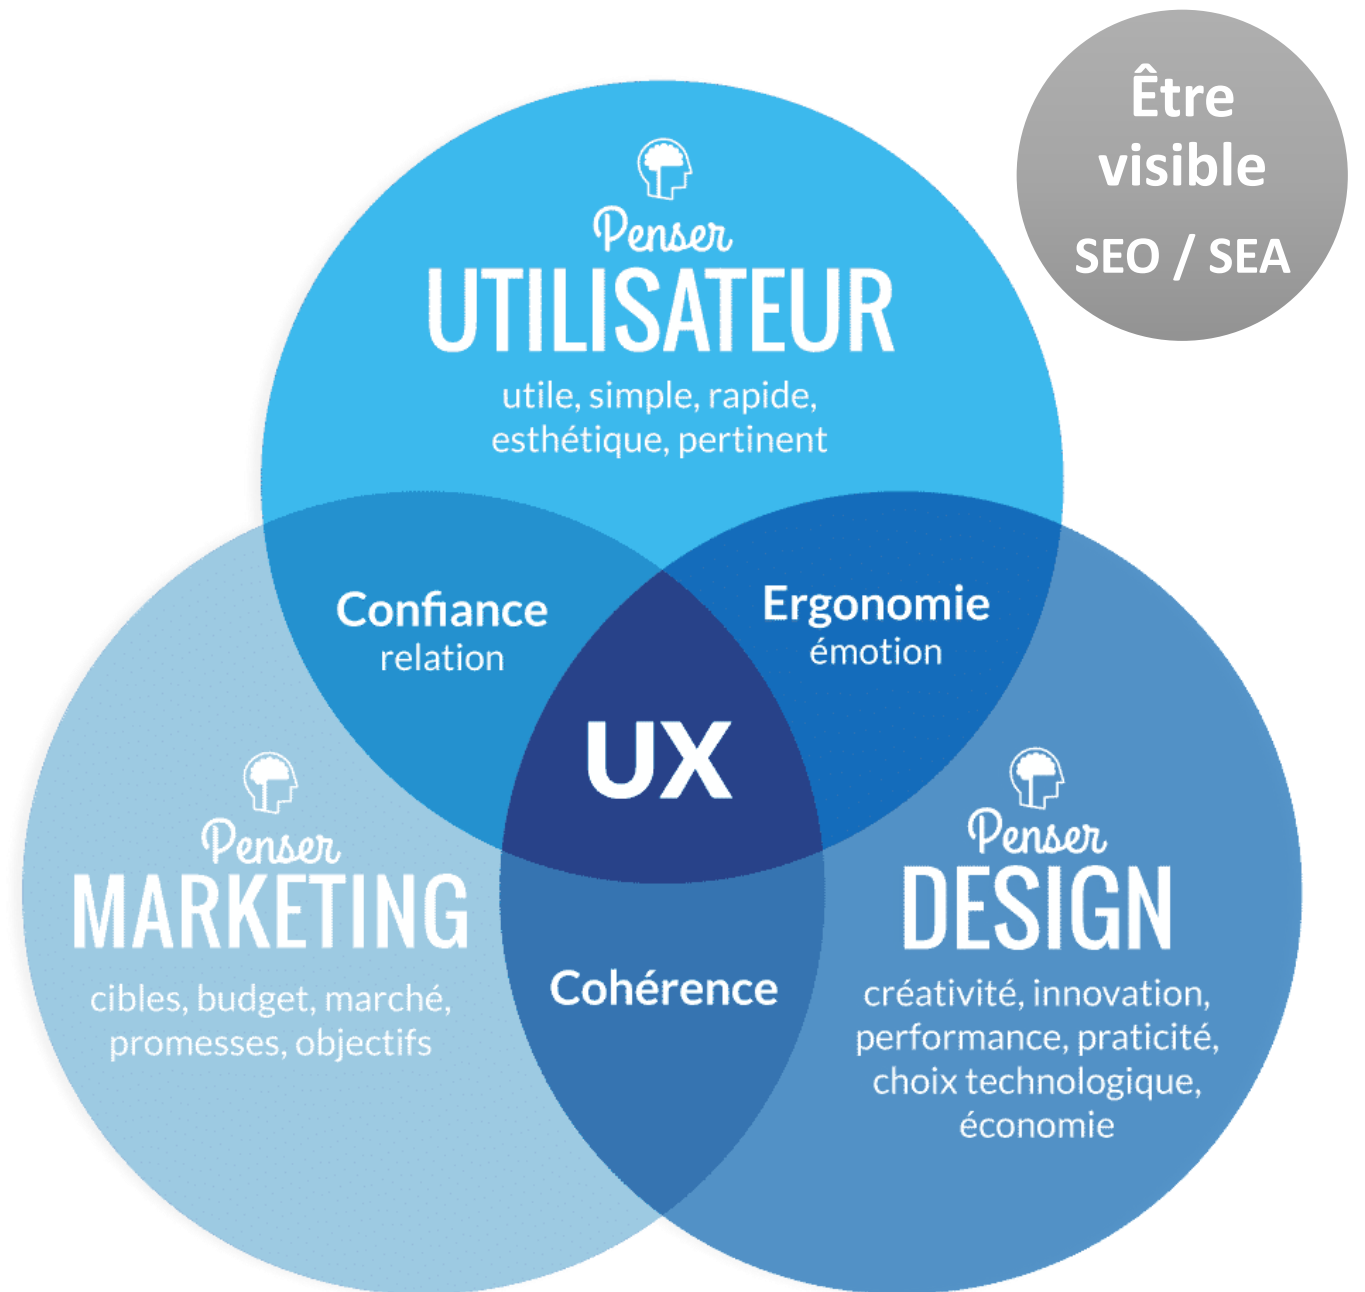 Être
visible
SEO / SEA
Penser
UTILISATEUR
utile, simple, rapide,
esthétique, pertinent
Confiance
relation
Ergonomie
émotion
UX
Penser
MARKETING
cibles, budget, marché,
promesses, objectifs
Cohérence
Penser
DESIGN
créativité, innovation,
performance, praticité,
choix technologique,
économie